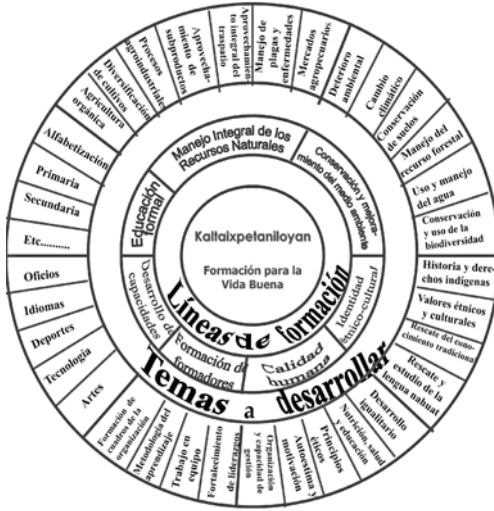 Kaltaixpetaniloyan
Formación para la
Vida Buena
Líneas de formación
Educación
formal
Manejo Integral de los
Recursos Naturales
Conservación y mejora-
miento del medio ambiente
Identidad
étnico-cultural
Calidad
humana
Formación de
formadores
Desarrollo de
capacidades
Temas a desarrollar
Alfabetización
Primaria
Secundaria
Etc..........
Agricultura
orgánica
Diversificación
de cultivos
Procesos
agroindustriales
Aprovecha-
miento de
subproductos
Aprovechamien-
to integral del
traspatio
Manejo de
plagas y
enfermedades
Mercados
agropecuarios
Deterioro
ambiental
Cambio
climático
Conservación
de suelos
Manejo del
recurso forestal
Uso y manejo
del agua
Conservación
y uso de la
biodiversidad
Historia y dere-
chos indígenas
Valores étnicos
y culturales
Rescate del cono-
cimiento tradicional
Rescate y
estudio de la
lengua nahuat
Desarrollo
igualitario
Nutrición, salud
y educación
Principios
éticos
Autoestima y
motivación
Organización
y capacidad de
gestión
Fortalecimiento
de liderazgos
Trabajo en
equipo
Metodología del
aprendizaje
Formación de
cuadros de la
organización
Artes
Tecnología
Deportes
Idiomas
Oficios